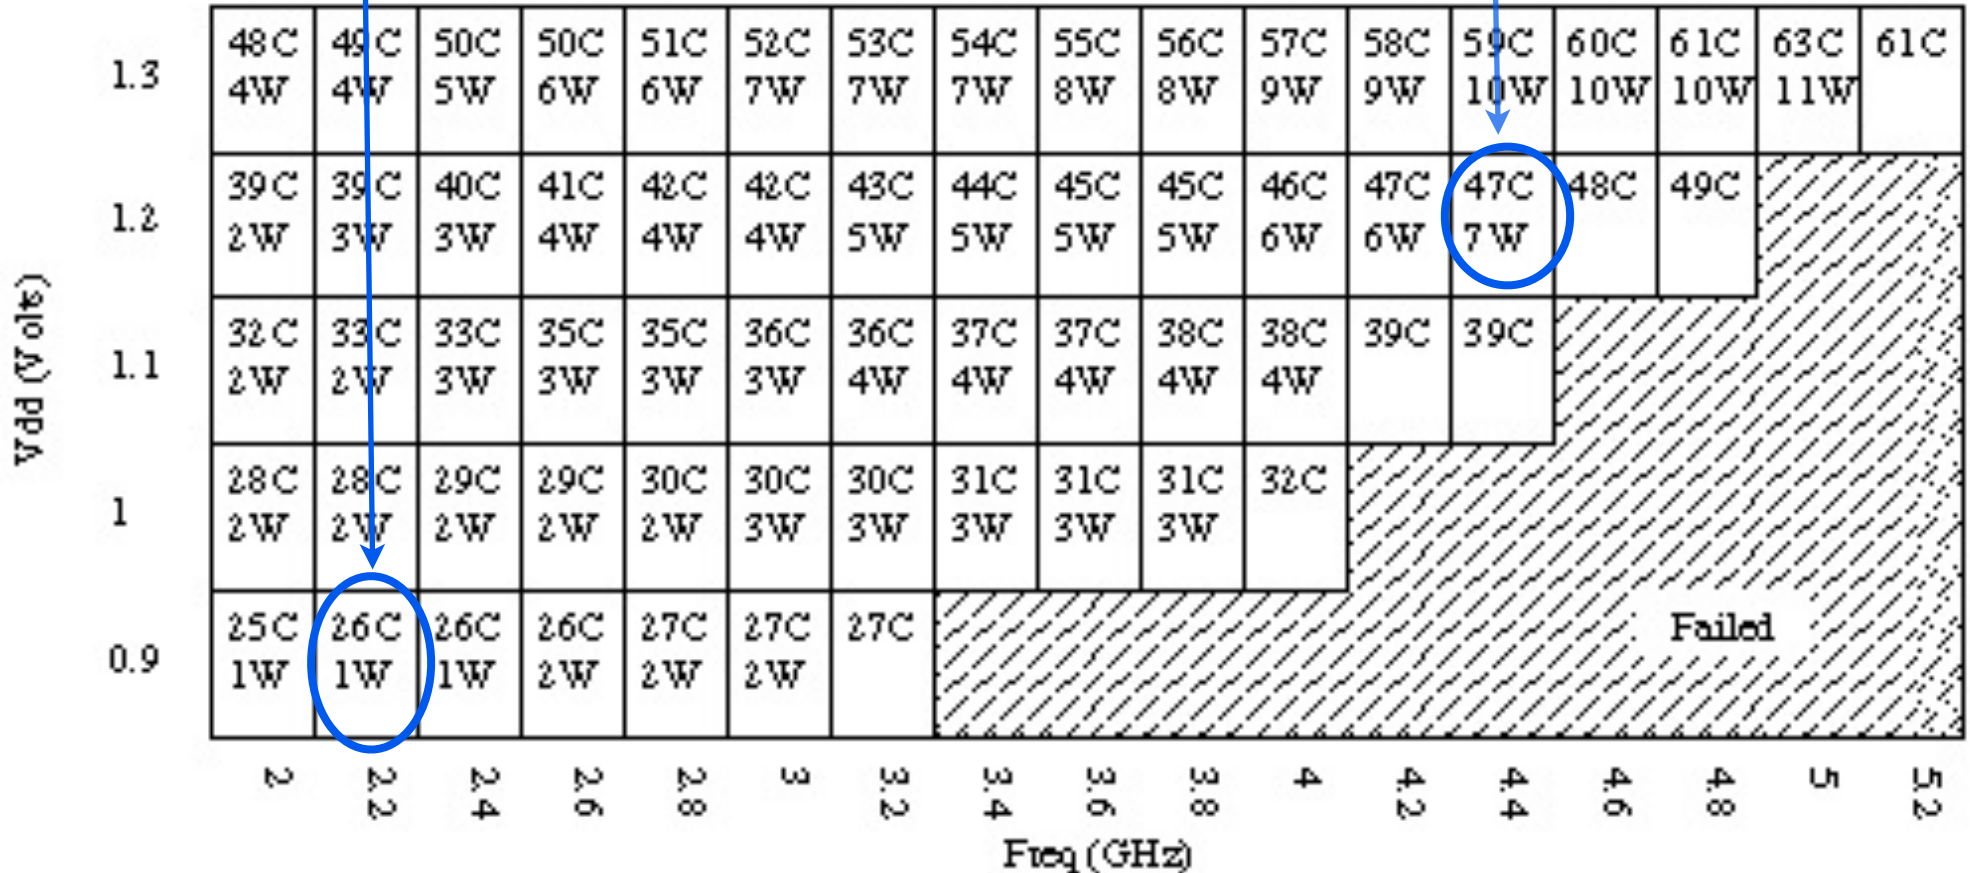 48C 49C 50C 50C 51C 52C 53C 54C 55C 56C 57C 58C 59C 60C 61C 63C 61C
1.3
4W 4W 5W 6W 6W 7W 7W 7W 8W 8W 9W 9W 10W 10W 10W 11W
39C 39C 40C 41C 42C 42C 43C 44C 45C 45C 46C 47C 47C 48C 49C
1.2
2W 3W 3W 4W 4W 4W 5W 5W 5W 5W 6W 6W 7W
32C 33C 33C 35C 35C 36C 36C 37C 37C 38C 38C 39C 39C
1.1
2W 2W 3W 3W 3W 3W 4W 4W 4W 4W 4W
28C 28C 29C 29C 30C 30C 30C 31C 31C 31C 32C
1
2W 2W 2W 2W 2W 3W 3W 3W 3W 3W
25C 26C 26C 26C 27C 27C 27C
0.9
1W 1W 1W 2W 2W 2W
Failed
Vdd (Volts)
2 2.2 2.4 2.6 2.8 3 3.2 3.4 3.6 3.8 4 4.2 4.4 4.6 4.8 5 5.2
Freq (GHz)